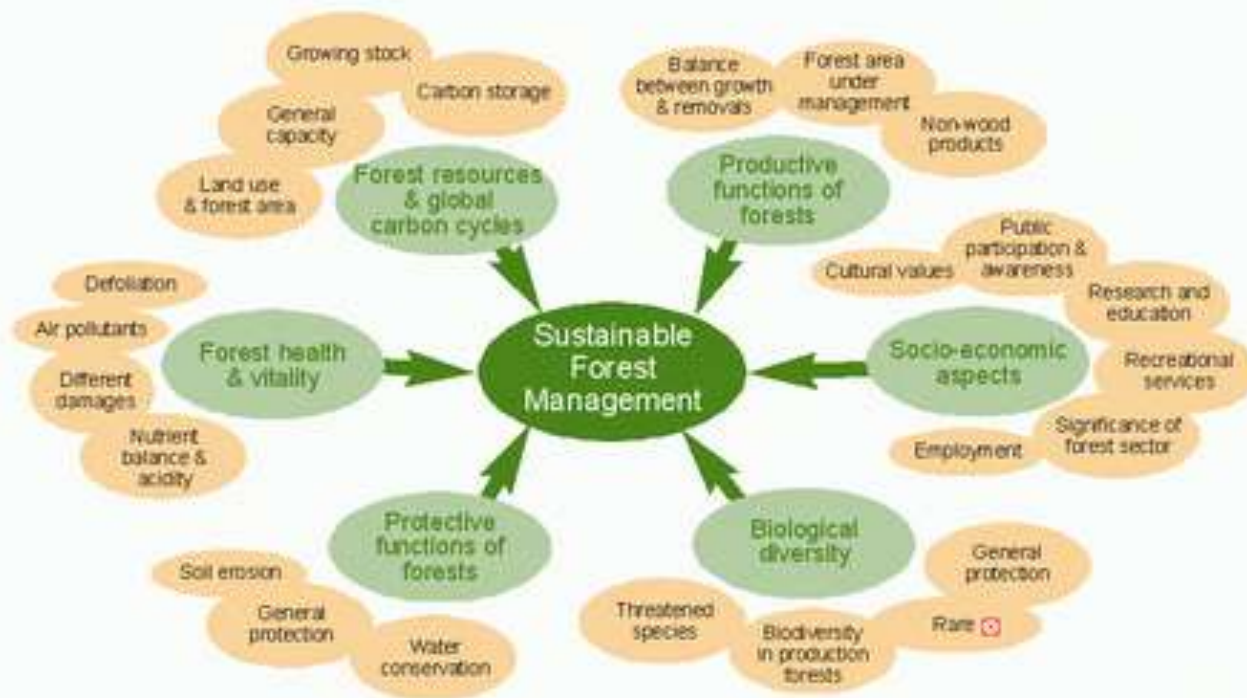 Growing stock
Carbon storage
General
capacity
Land use
& forest area
Forest resources
& global
carbon cycles
Balance
between growth
& removals
Forest area
under
management
Non-wood
products
Productive
functions of
forests
Public
participation &
awareness
Cultural values
Research and
education
Recreational
services
Significance of
forest sector
Employment
Socio-economic
aspects
Defoliation
Air pollutants
Different
damages
Nutrient
balance &
acidity
Forest health
& vitality
Sustainable
Forest
Management
Protective
functions of
forests
Soil erosion
General
protection
Water
conservation
Biological
diversity
General
protection
Rare
Biodiversity
in production
forests
Threatened
species